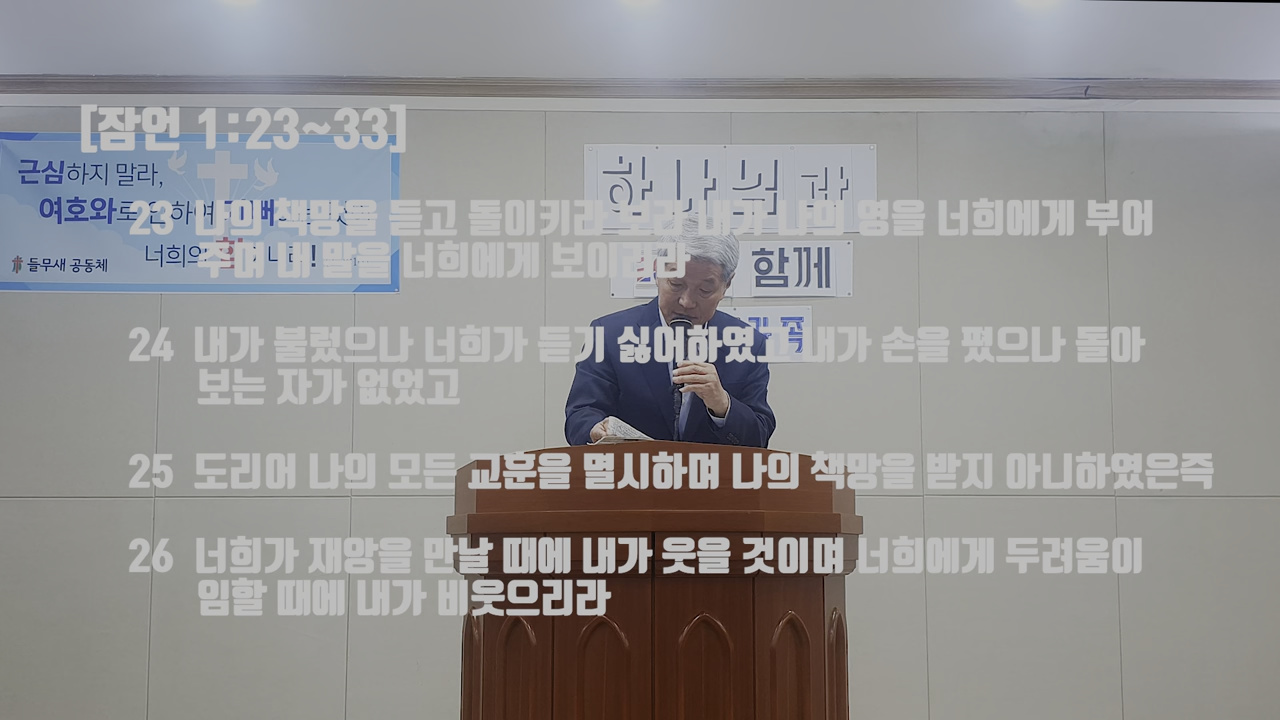 [잠언 1:23~33]
근심하지 말라,
여호와로
너희의
들무새 공동체
하나님과
함께
가족
23 나의 책망을 듣고 돌이키라 보라 내가 나의 영을 너희에게 부어
주며 내 말을 너희에게 보이리라
24 내가 불렀으나 너희가 듣기 싫어하였고 내가 손을 폈으나 돌아
보는 자가 없었고
25 도리어 나의 모든 교훈을 멸시하며 나의 책망을 받지 아니하였은즉
26 너희가 재앙을 만날 때에 내가 웃을 것이며 너희에게 두려움이
임할 때에 내가 비웃으리라